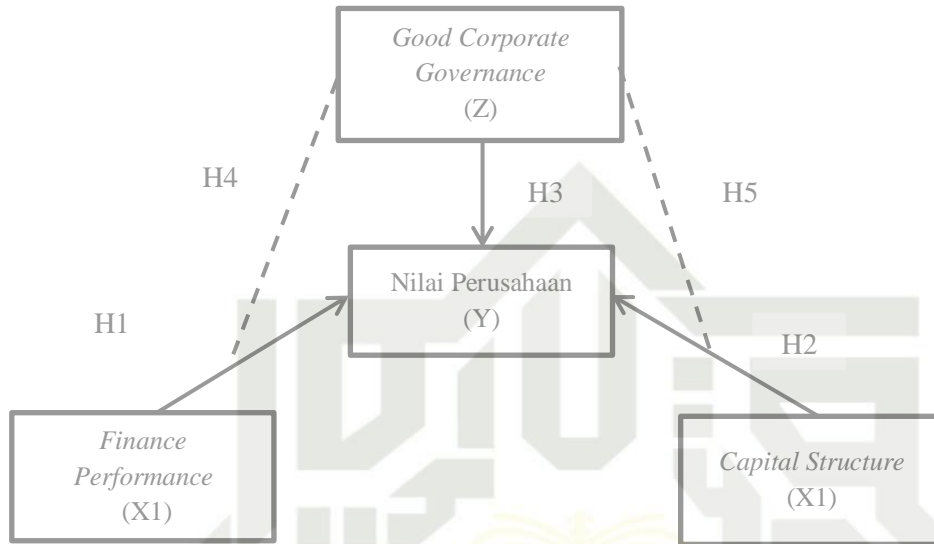 Good Corporate
Governance
(Z)
H4
H3
H5
Nilai Perusahaan
(Y)
H1
H2
Finance
Performance
(X1)
Capital Structure
(X1)